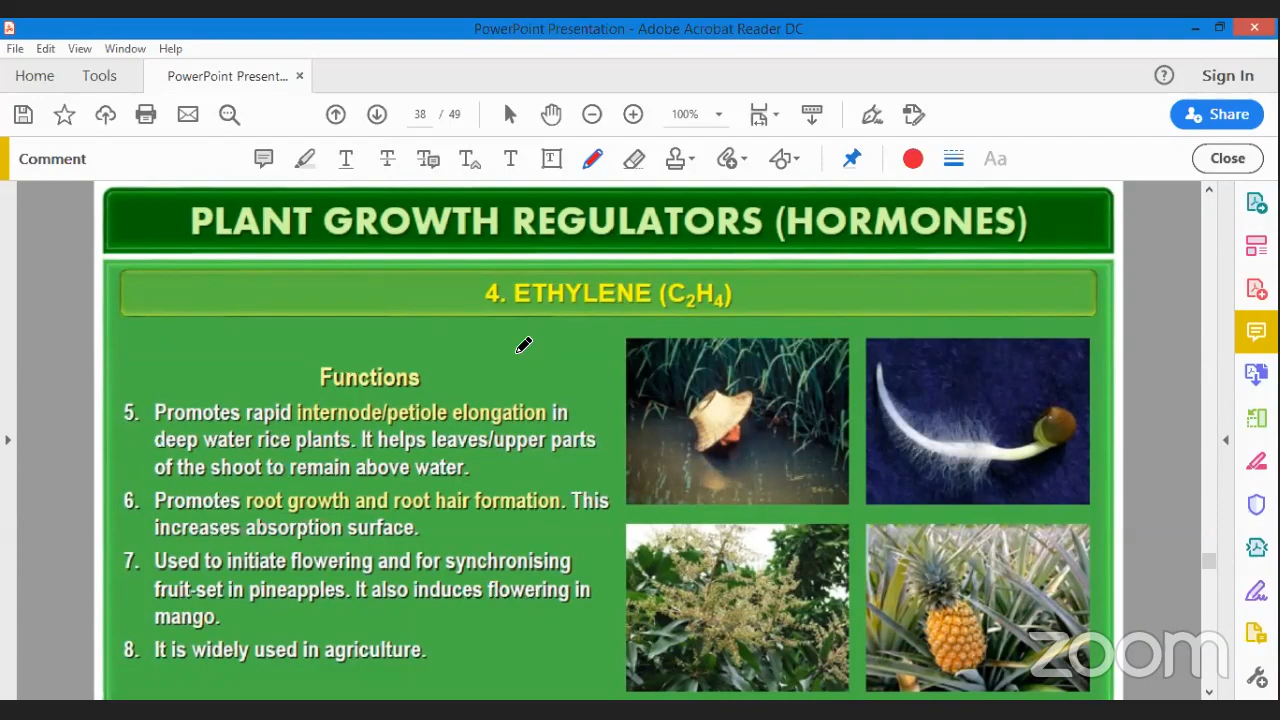 PowerPoint Presentation - Adobe Acrobat Reader DC
File Edit View Window Help
Home Tools PowerPoint Present... × Sign In
38 / 49 100% Share
Comment Aa Close
PLANT GROWTH REGULATORS (HORMONES)
4. ETHYLENE (C₂H₄)
Functions
5. Promotes rapid internode/petiole elongation in
deep water rice plants. It helps leaves/upper parts
of the shoot to remain above water.
6. Promotes root growth and root hair formation. This
increases absorption surface.
7. Used to initiate flowering and for synchronising
fruit-set in pineapples. It also induces flowering in
mango.
8. It is widely used in agriculture.
zoom